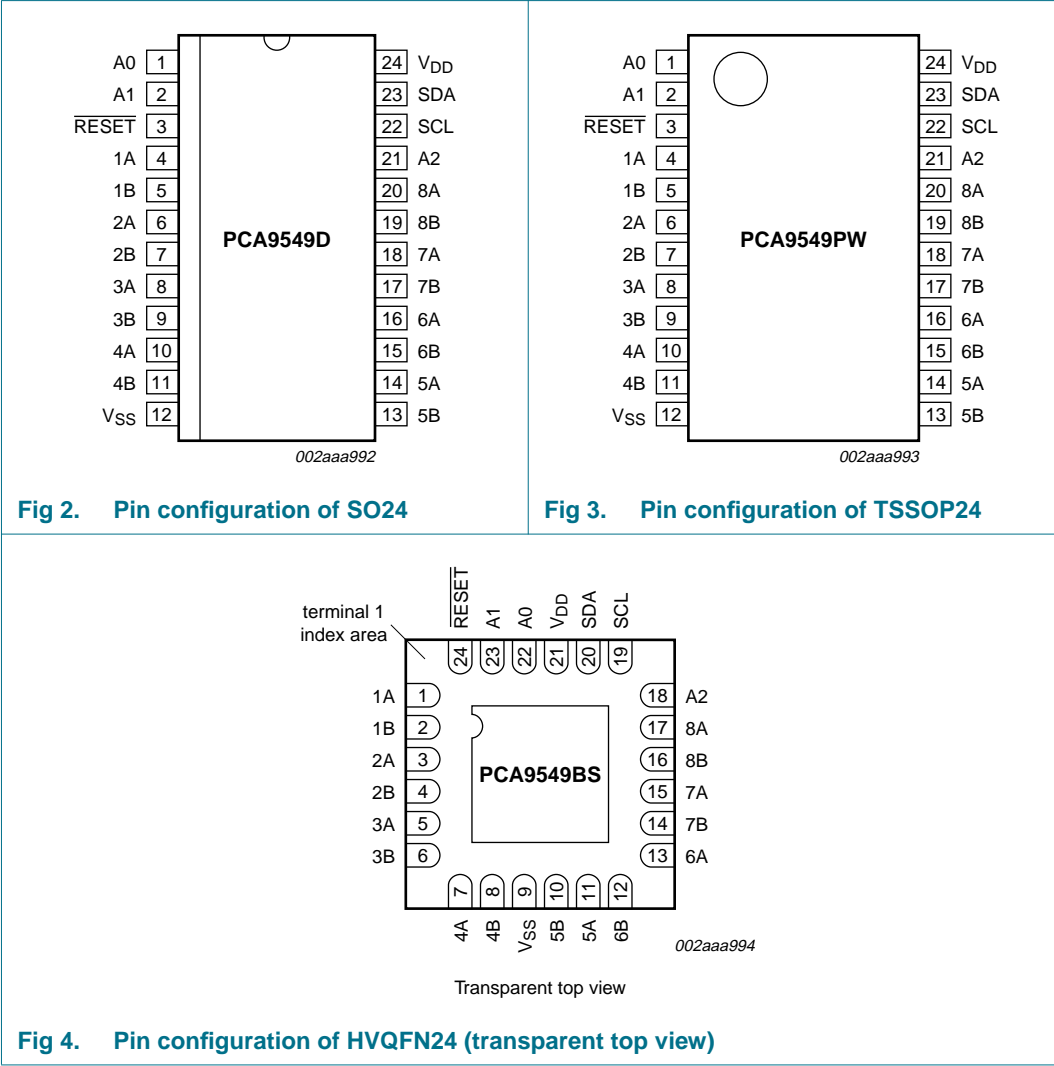 A0 1 24 VDD
A1 2 23 SDA
RESET 3 22 SCL
1A 4 21 A2
1B 5 20 8A
2A 6 19 8B
PCA9549D
2B 7 18 7A
3A 8 17 7B
3B 9 16 6A
4A 10 15 6B
4B 11 14 5A
VSS 12 13 5B
002aaa992
Fig 2. Pin configuration of SO24
A0 1 24 VDD
A1 2 23 SDA
RESET 3 22 SCL
1A 4 21 A2
1B 5 20 8A
2A 6 19 8B
PCA9549PW
2B 7 18 7A
3A 8 17 7B
3B 9 16 6A
4A 10 15 6B
4B 11 14 5A
VSS 12 13 5B
002aaa993
Fig 3. Pin configuration of TSSOP24
terminal 1
index area
RESET A1 A0 VDD SDA SCL
24 23 22 21 20 19
1A 1 18 A2
1B 2 17 8A
2A 3 16 8B
PCA9549BS
2B 4 15 7A
3A 5 14 7B
3B 6 13 6A
7 8 9 10 11 12
4A 4B VSS 5B 5A 6B
002aaa994
Transparent top view
Fig 4. Pin configuration of HVQFN24 (transparent top view)